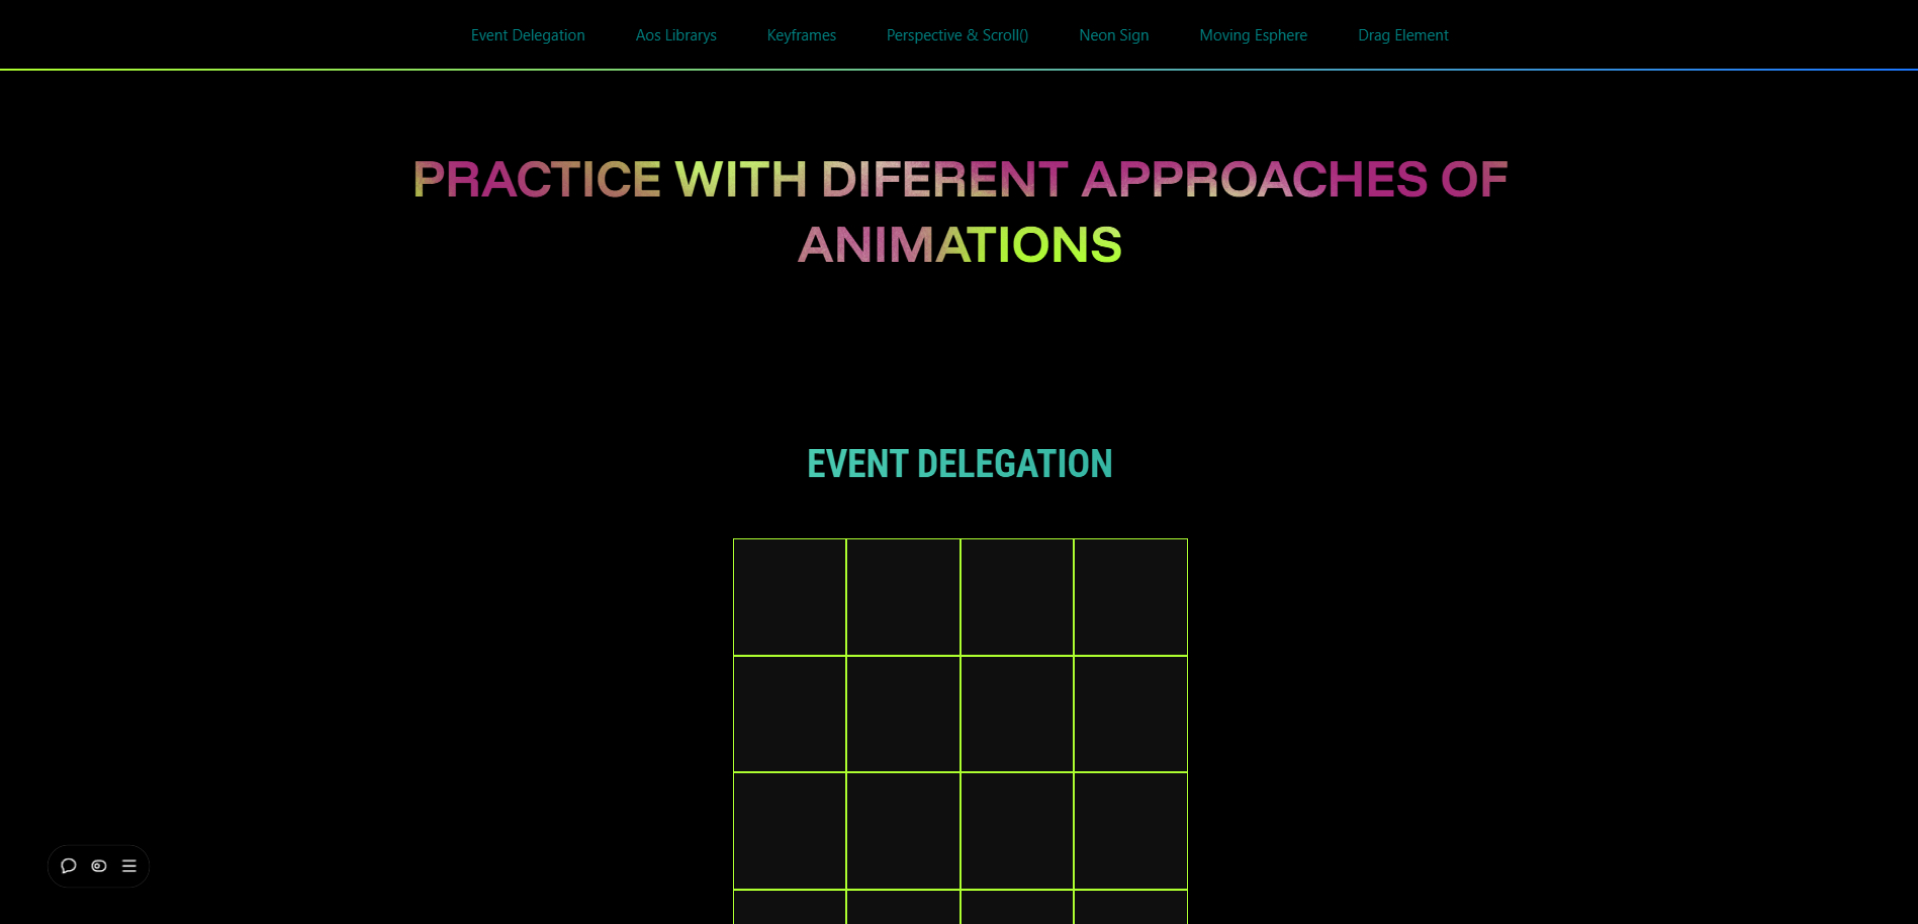 Event Delegation Aos Librarys Keyframes Perspective & Scroll() Neon Sign Moving Esphere Drag Element
PRACTICE WITH DIFERENT APPROACHES OF
ANIMATIONS
EVENT DELEGATION